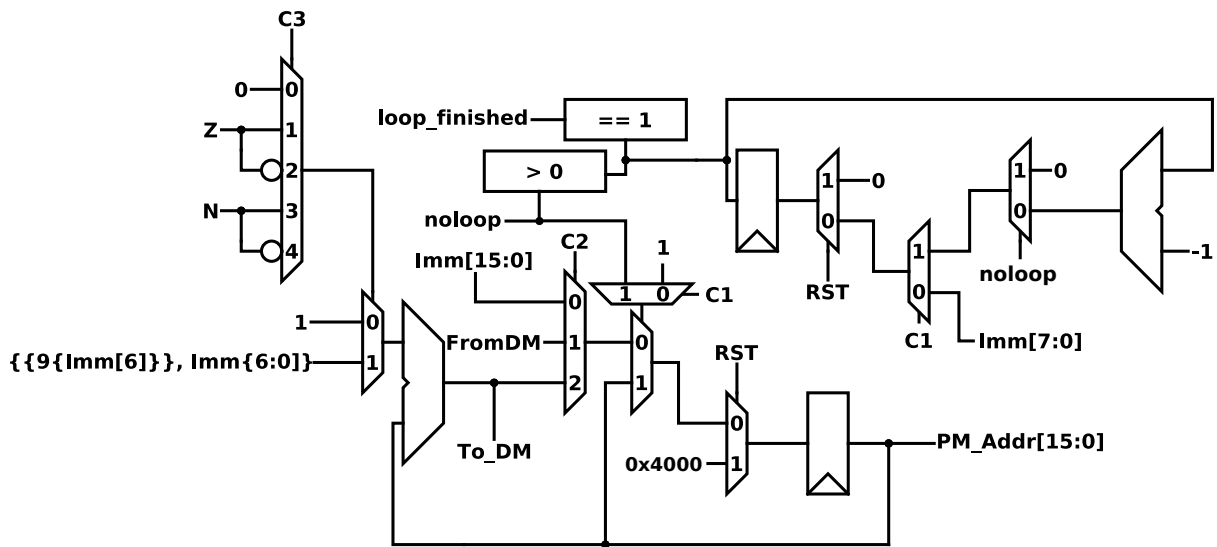 C3
0
0
loop_finished
== 1
Z
1
2
> 0
1
0
1
0
N
3
0
0
4
noloop
C2
1
1
-1
Imm[15:0]
noloop
RST
0
1
0
C1
0
1
0
FromDM
1
0
C1
Imm[7:0]
{{9{Imm[6]}}, Imm{6:0]}
1
RST
2
1
0
To_DM
PM_Addr[15:0]
0x4000
1